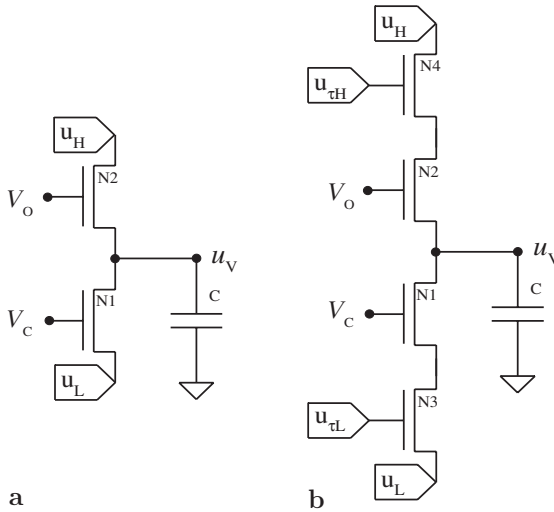 u_H
N2
V_O
u_V
C
N1
V_C
u_L
a
u_H
N4
u_τH
N2
V_O
u_V
C
N1
V_C
N3
u_τL
u_L
b